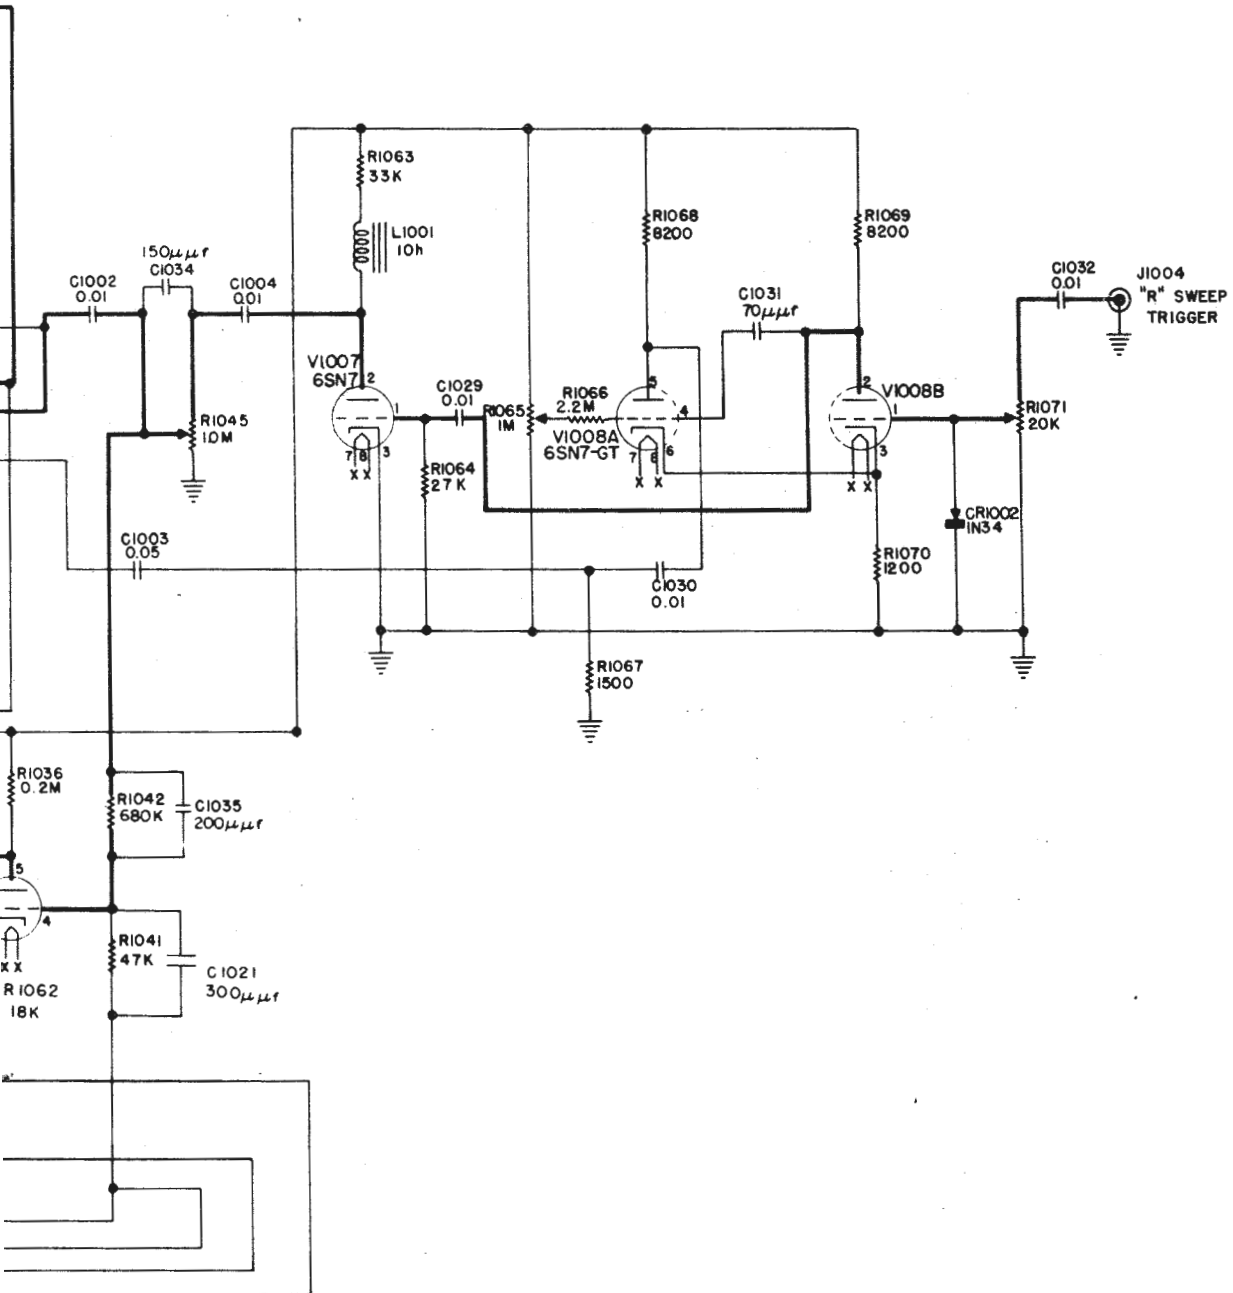 R1063
33K
L1001
10h
R1068
8200
R1069
8200
150μμf
C1034
C1002
0.01
C1004
0.01
C1031
70μμf
C1032
0.01
J1004
"R" SWEEP
TRIGGER
V1007
6SN7
2
1
7 8
3
X X
C1029
0.01
R1045
1.0M
R1064
27K
R1065
1M
R1066
2.2M
V1008A
6SN7-GT
5
4
7 8 6
X X
V1008B
2
1
3
X X
R1071
20K
CR1002
1N34
C1003
0.05
C1030
0.01
R1070
1200
R1067
1500
R1036
0.2M
R1042
680K
C1035
200μμf
5
4
X X
R1041
47K
C1021
300μμf
R1062
18K